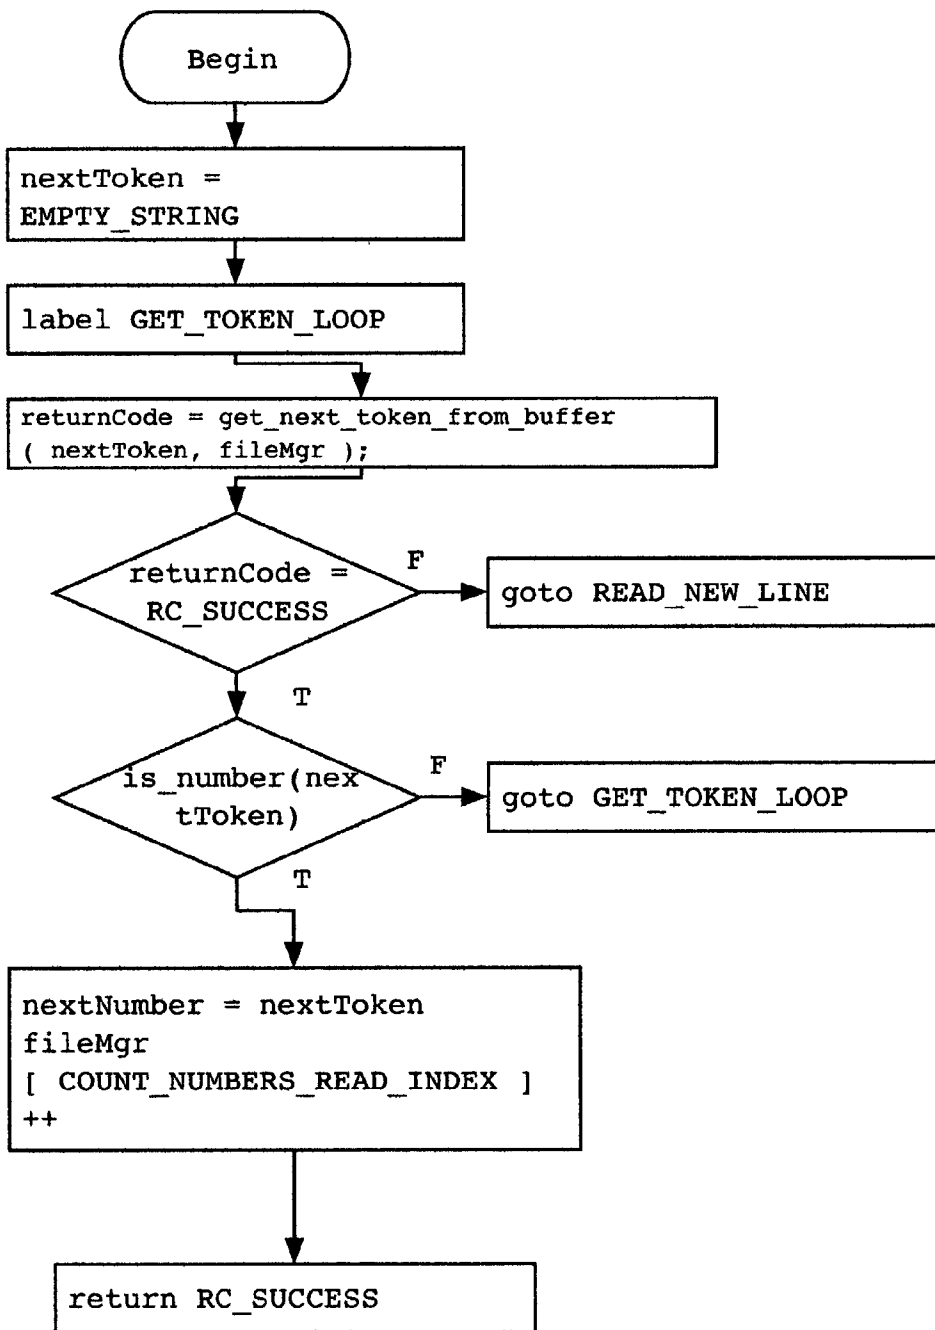 Begin
nextToken =
EMPTY_STRING
label GET_TOKEN_LOOP
returnCode = get_next_token_from_buffer
( nextToken, fileMgr );
returnCode =
RC_SUCCESS
F
goto READ_NEW_LINE
T
is_number(nex
tToken)
F
goto GET_TOKEN_LOOP
T
nextNumber = nextToken
fileMgr
[ COUNT_NUMBERS_READ_INDEX ]
++
return RC_SUCCESS